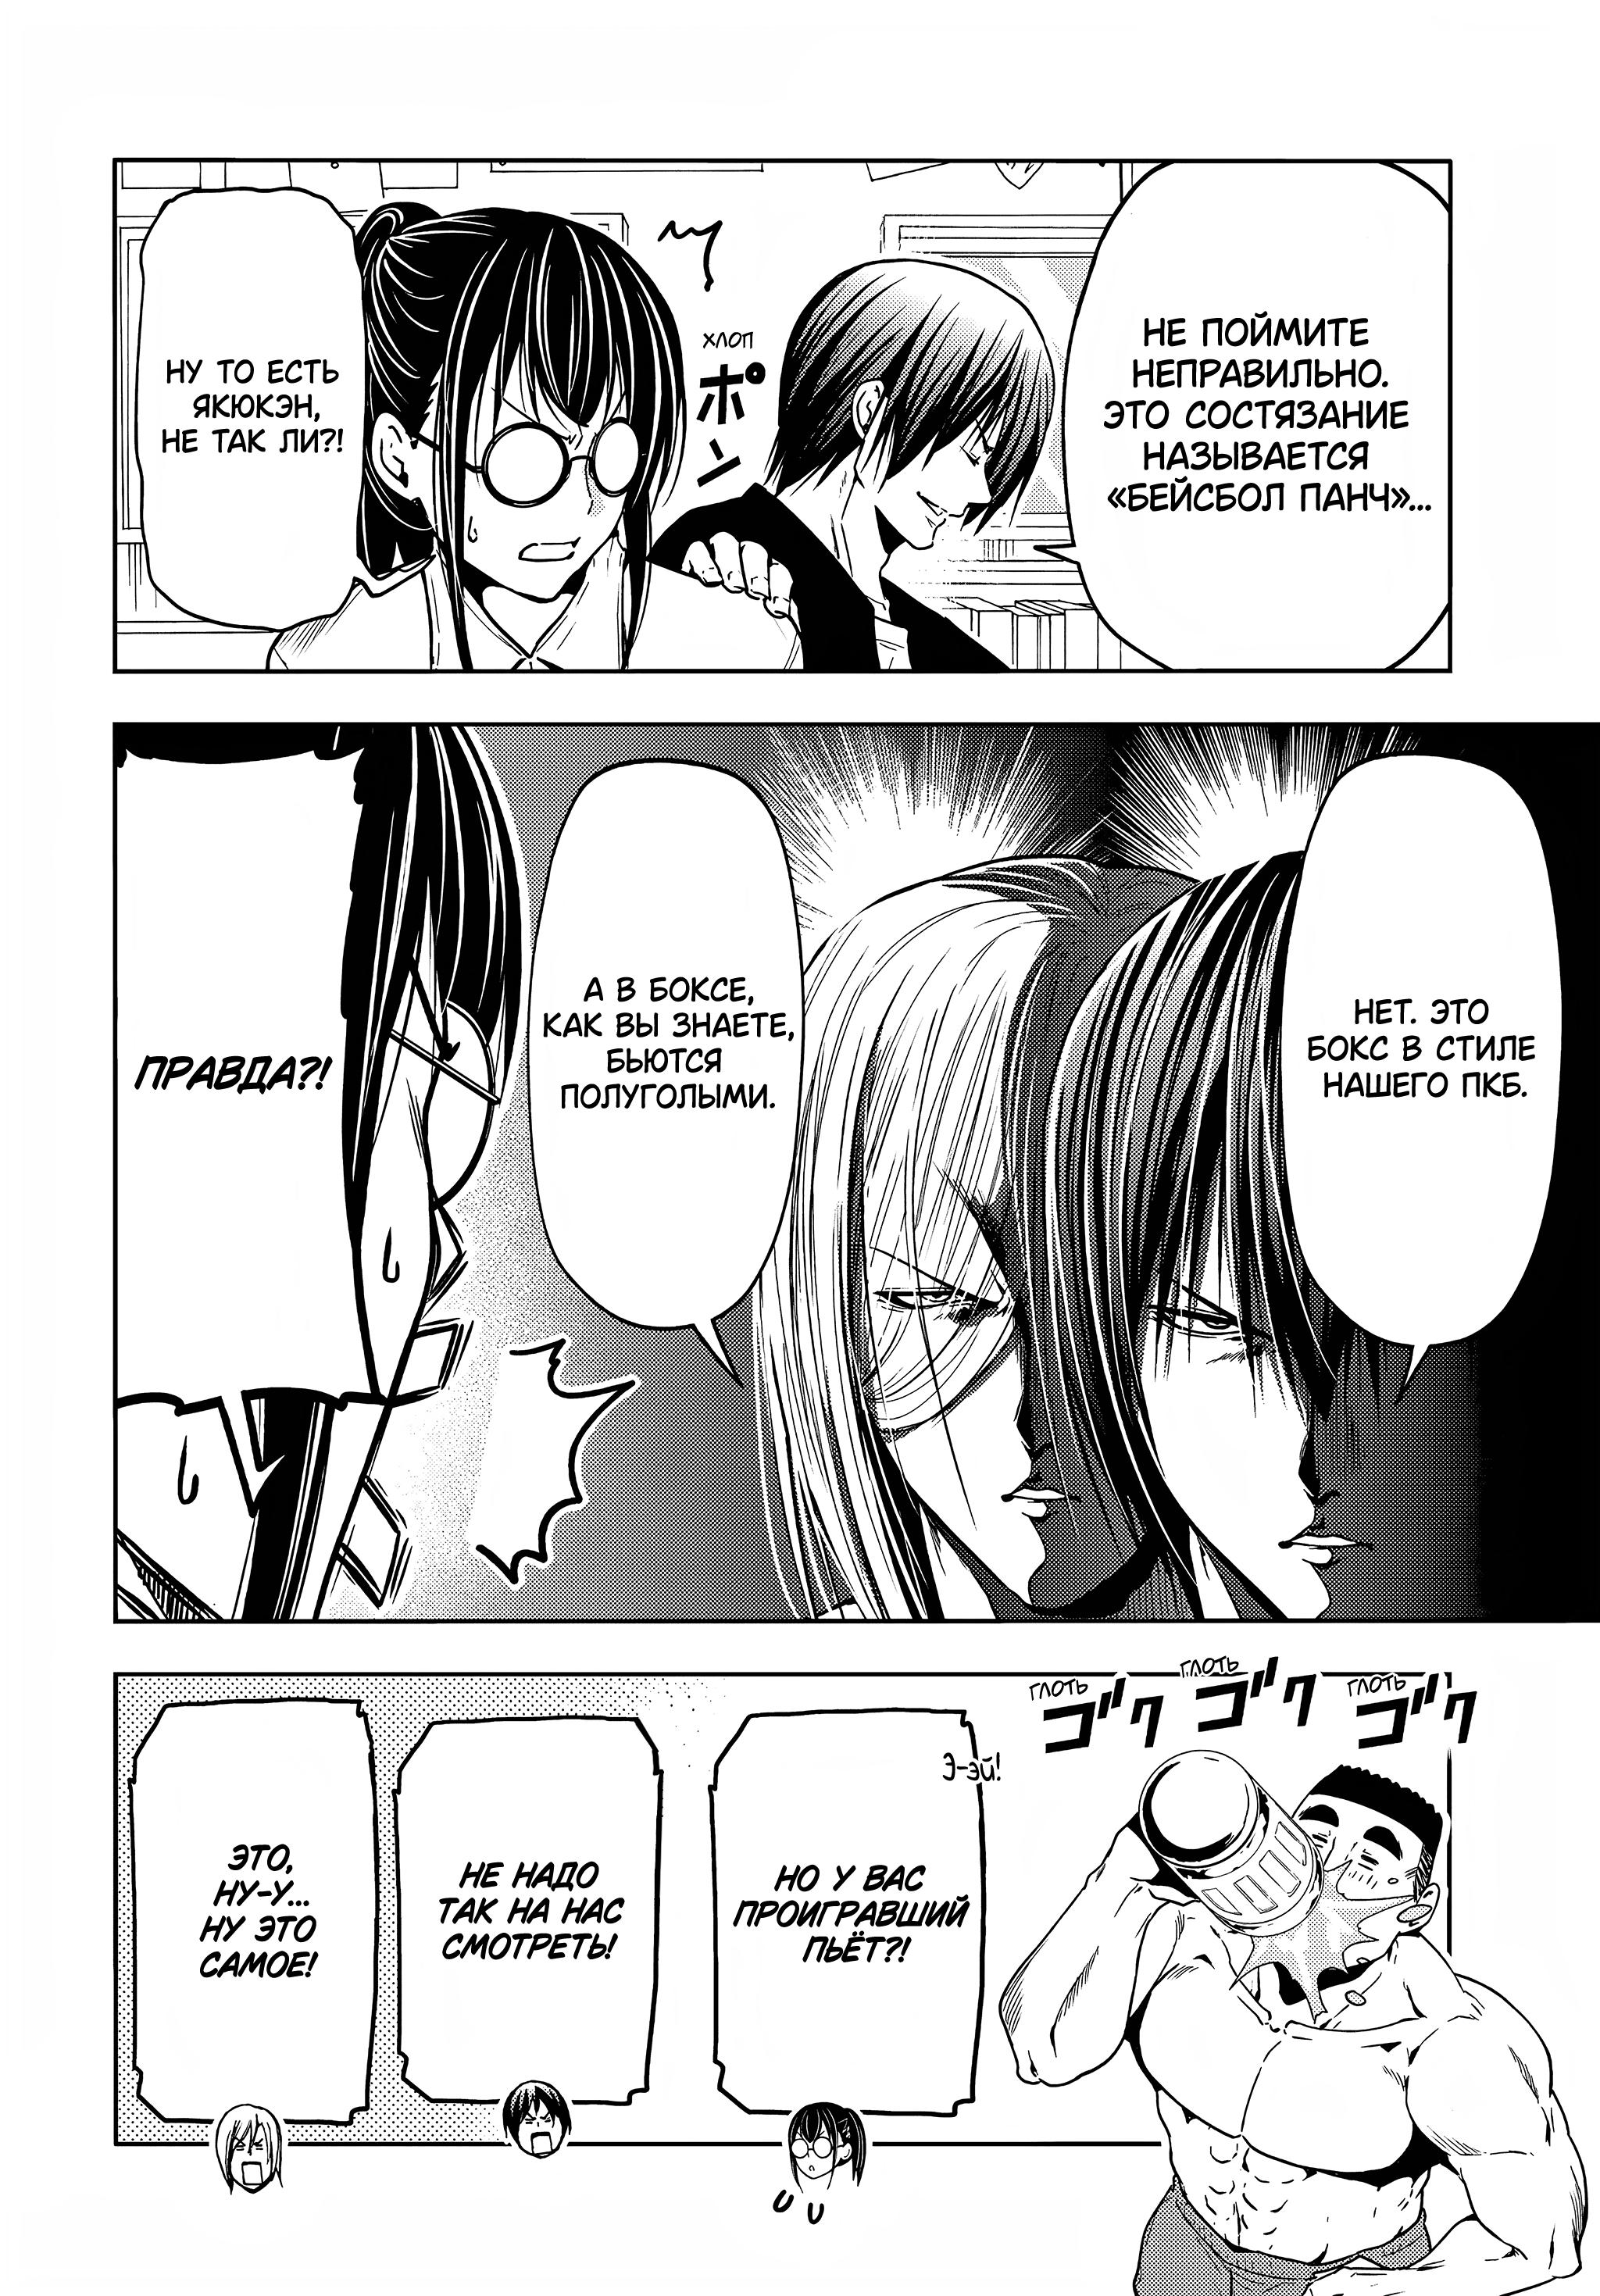 НЕ ПОЙМИТЕ
НЕПРАВИЛЬНО.
ЭТО СОСТЯЗАНИЕ
НАЗЫВАЕТСЯ
«БЕЙСБОЛ ПАНЧ»...
ХЛОП
ポン
НУ ТО ЕСТЬ
ЯКЮКЭН,
НЕ ТАК ЛИ?!
НЕТ. ЭТО
БОКС В СТИЛЕ
НАШЕГО ПКБ.
А В БОКСЕ,
КАК ВЫ ЗНАЕТЕ,
БЬЮТСЯ
ПОЛУГОЛЫМИ.
ПРАВДА?!
ГЛОТЬ
ゴク
ГЛОТЬ
ゴク
ГЛОТЬ
ゴク
Э-ЭЙ!
НО У ВАС
ПРОИГРАВШИЙ
ПЬЁТ?!
НЕ НАДО
ТАК НА НАС
СМОТРЕТЬ!
ЭТО,
НУ-У...
НУ ЭТО
САМОЕ!